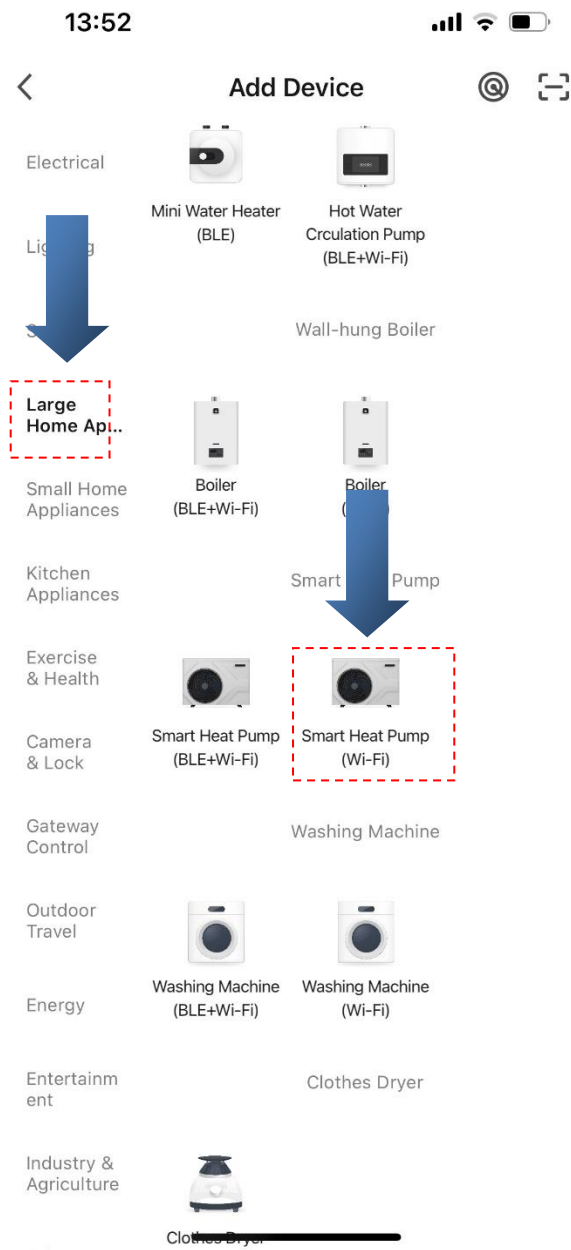 13:52
Add Device
Electrical
Mini Water Heater
(BLE)
Hot Water
Crculation Pump
(BLE+Wi-Fi)
Wall-hung Boiler
Large
Home Ap...
Boiler
(BLE+Wi-Fi)
Boiler
Small Home
Appliances
Kitchen
Appliances
Smart
Pump
Exercise
& Health
Smart Heat Pump
(BLE+Wi-Fi)
Smart Heat Pump
(Wi-Fi)
Camera
& Lock
Gateway
Control
Washing Machine
Outdoor
Travel
Washing Machine
(BLE+Wi-Fi)
Washing Machine
(Wi-Fi)
Energy
Entertainm
ent
Clothes Dryer
Industry &
Agriculture
Clothes Dryer